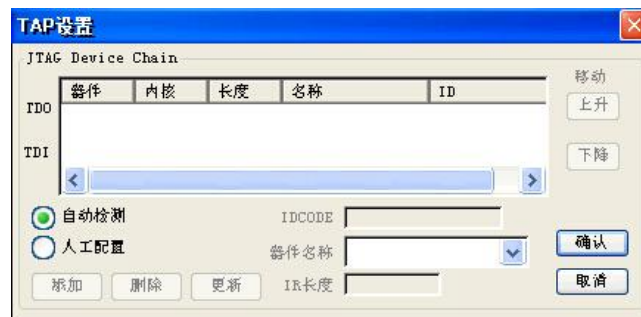 TAP设置
JTAG Device Chain
移动
器件 内核 长度 名称 ID
TDO
上升
TDI
下降
自动检测 IDCODE
人工配置 器件名称 确认
添加 删除 更新 IR长度 取消